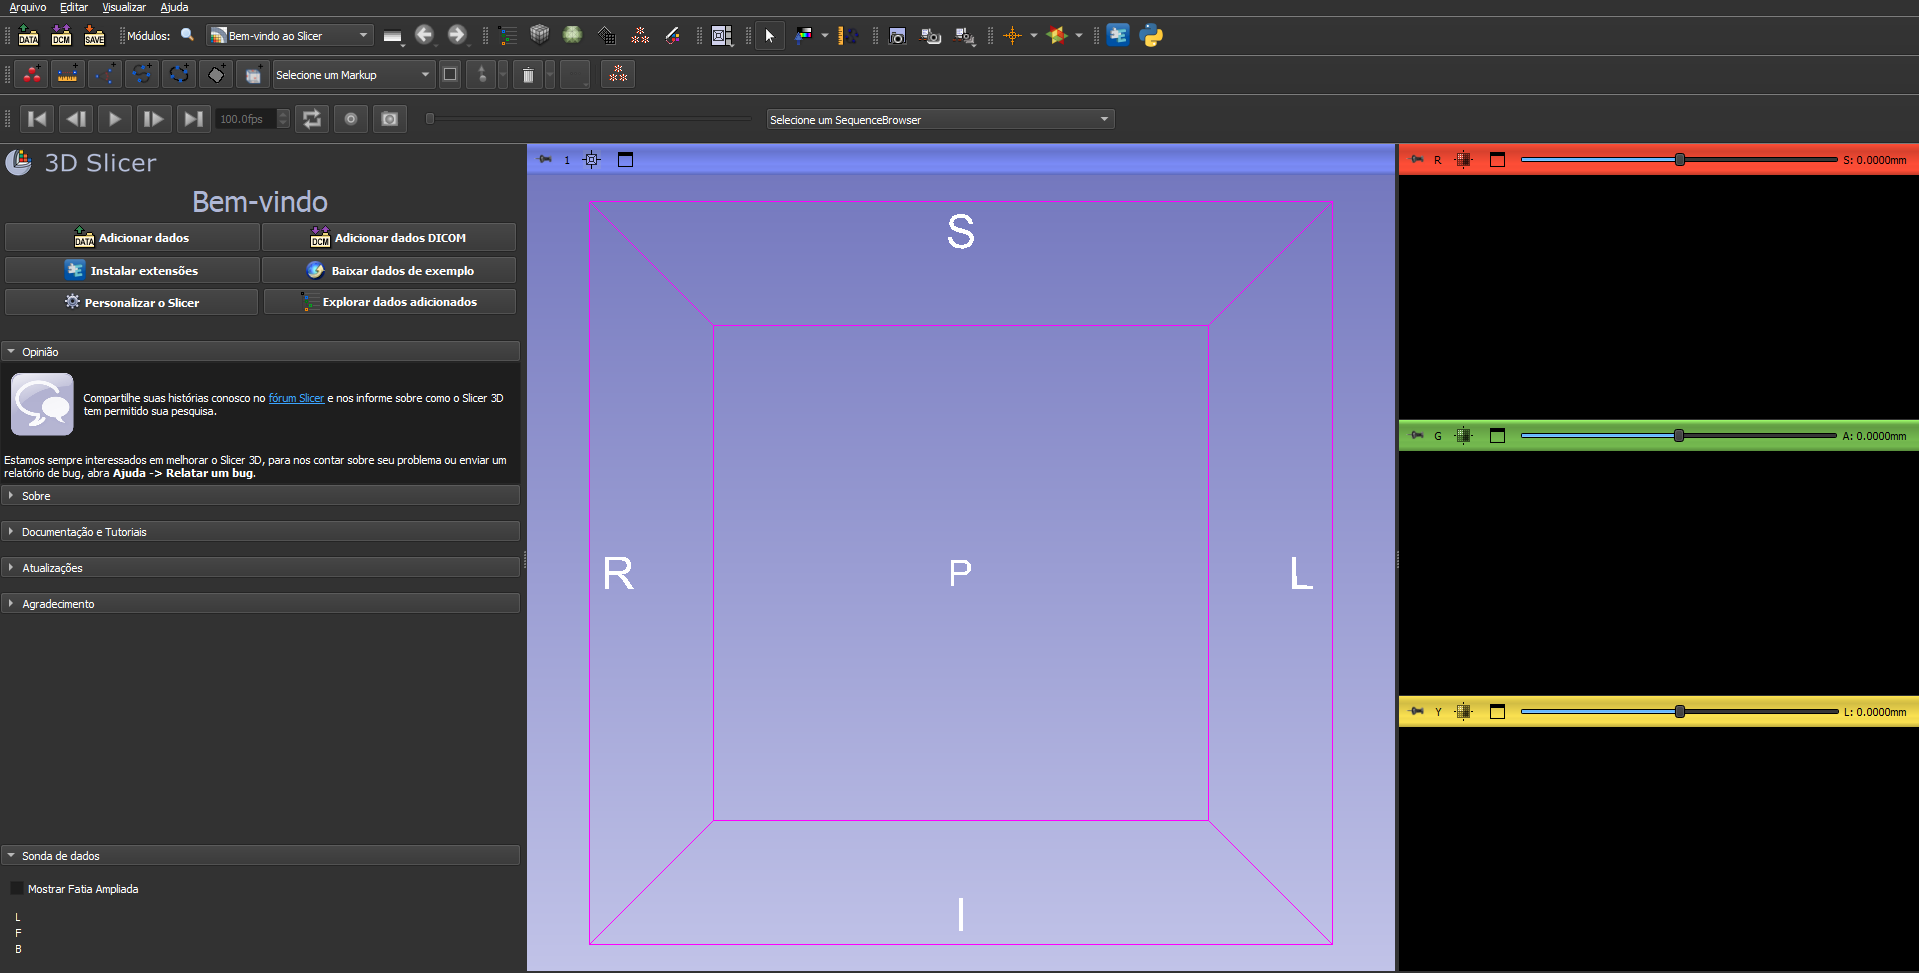 Arquivo Editar Visualizar Ajuda
DATA DCM SAVE Módulos: Bem-vindo ao Slicer
Selecione um Markup
100.0fps Selecione um SequenceBrowser
3D Slicer
Bem-vindo
DATA Adicionar dados
DCM Adicionar dados DICOM
Instalar extensões
Baixar dados de exemplo
Personalizar o Slicer
Explorar dados adicionados
Opinião
Compartilhe suas histórias conosco no fórum Slicer e nos informe sobre como o Slicer 3D
tem permitido sua pesquisa.
Estamos sempre interessados em melhorar o Slicer 3D, para nos contar sobre seu problema ou enviar um
relatório de bug, abra Ajuda -> Relatar um bug.
Sobre
Documentação e Tutoriais
Atualizações
Agradecimento
Sonda de dados
Mostrar Fatia Ampliada
L
F
B
1
S
R
P
L
I
R S: 0.0000mm
G A: 0.0000mm
Y L: 0.0000mm